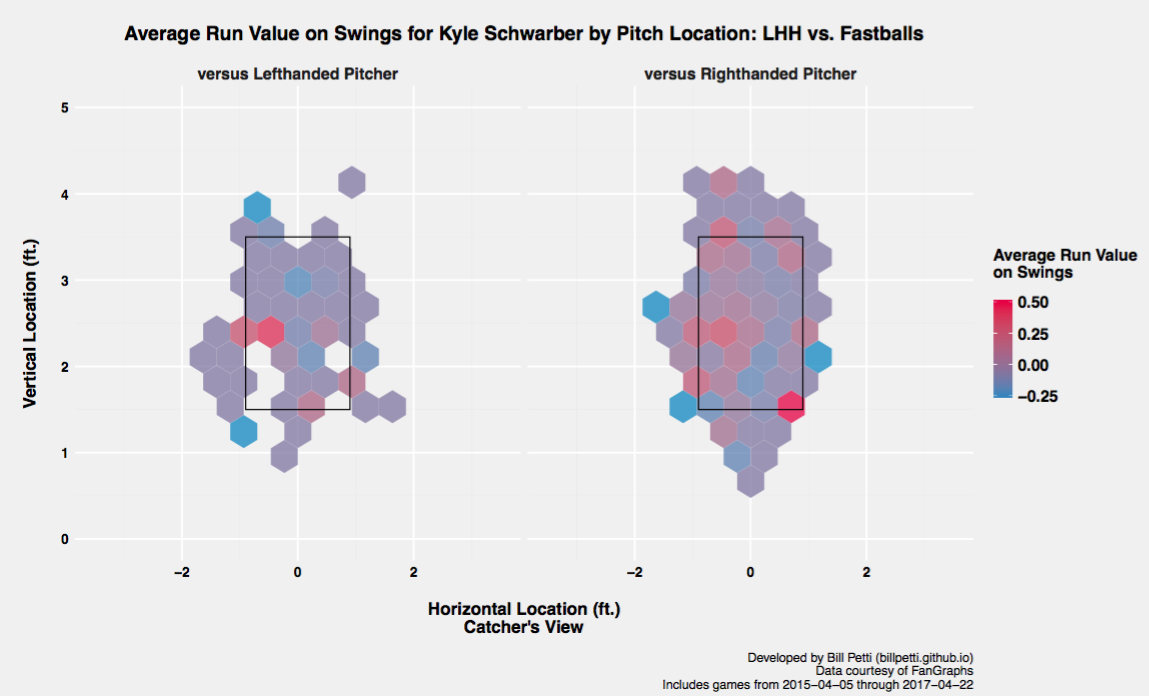 Average Run Value on Swings for Kyle Schwarber by Pitch Location: LHH vs. Fastballs
versus Lefthanded Pitcher
versus Righthanded Pitcher
5
4
3
2
1
0
Vertical Location (ft.)
−2 0 2
−2 0 2
Horizontal Location (ft.)
Catcher's View
Average Run Value
on Swings
0.50
0.25
0.00
−0.25
Developed by Bill Petti (billpetti.github.io)
Data courtesy of FanGraphs
Includes games from 2015−04−05 through 2017−04−22